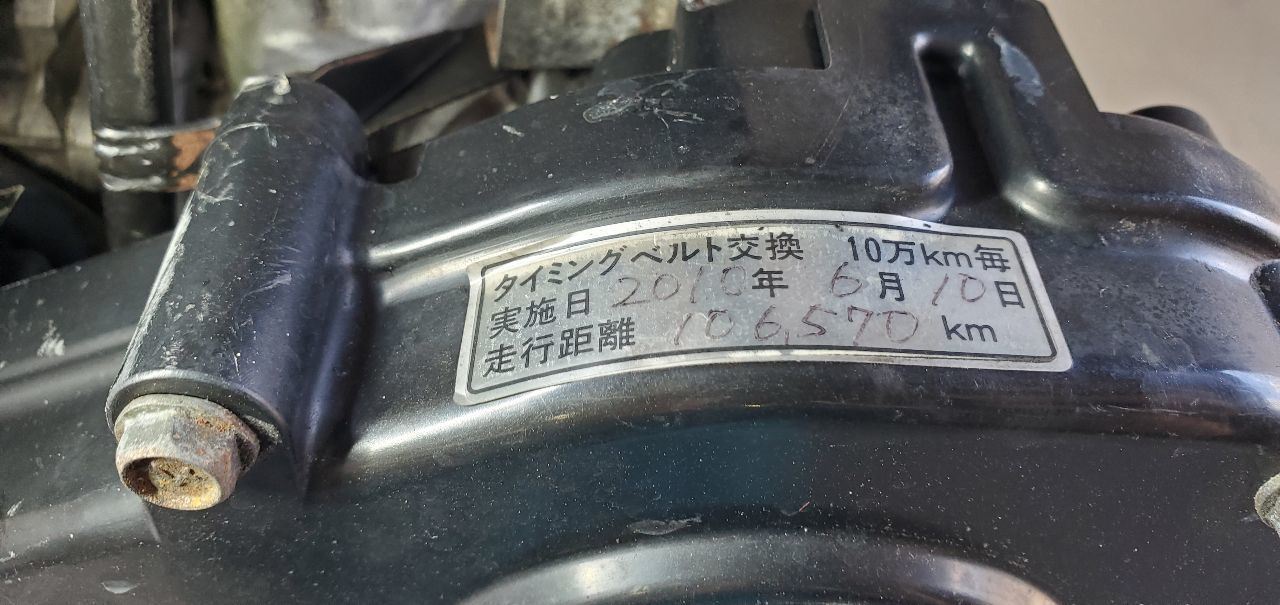 タイミングベルト交換 10万km毎
実施日 2010年 6月 10日
走行距離 106,570 km